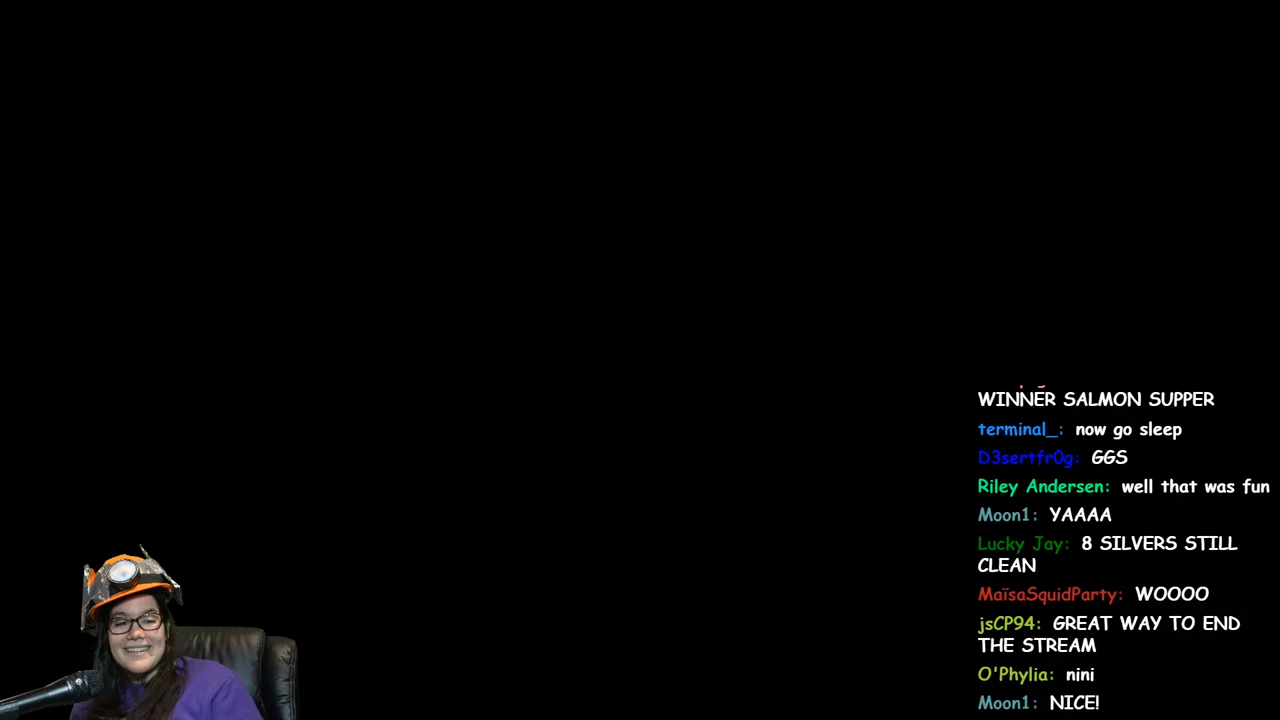 WINNER SALMON SUPPER
terminal_: now go sleep
D3sertfr0g: GGS
Riley Andersen: well that was fun
Moon1: YAAAA
Lucky Jay: 8 SILVERS STILL
CLEAN
MaïsaSquidParty: WOOOO
jsCP94: GREAT WAY TO END
THE STREAM
O'Phylia: nini
Moon1: NICE!